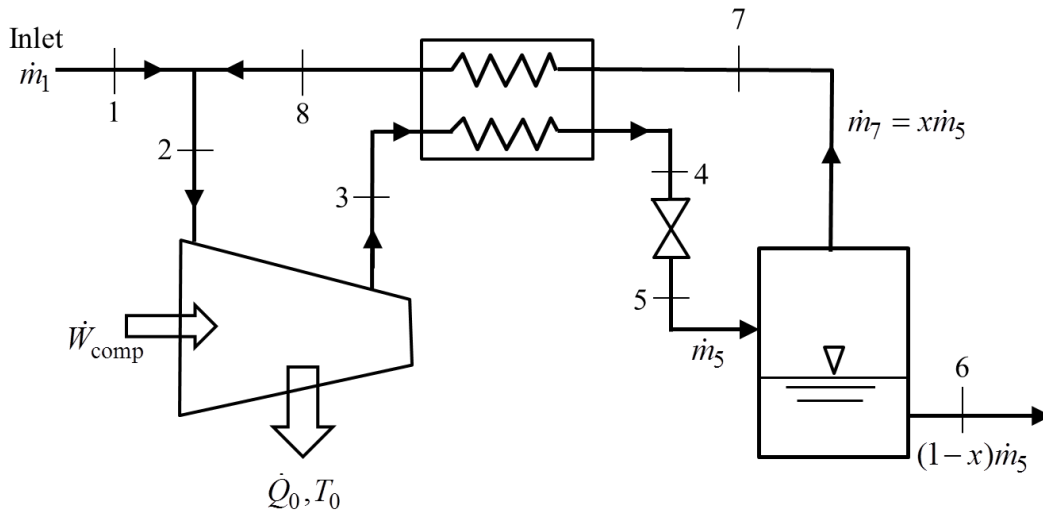 Inlet
ṁ₁
1
8
7
2
3
4
ṁ₇ = xṁ₅
5
ṁ₅
Ẇcomp
6
(1−x)ṁ₅
Q̇₀,T₀